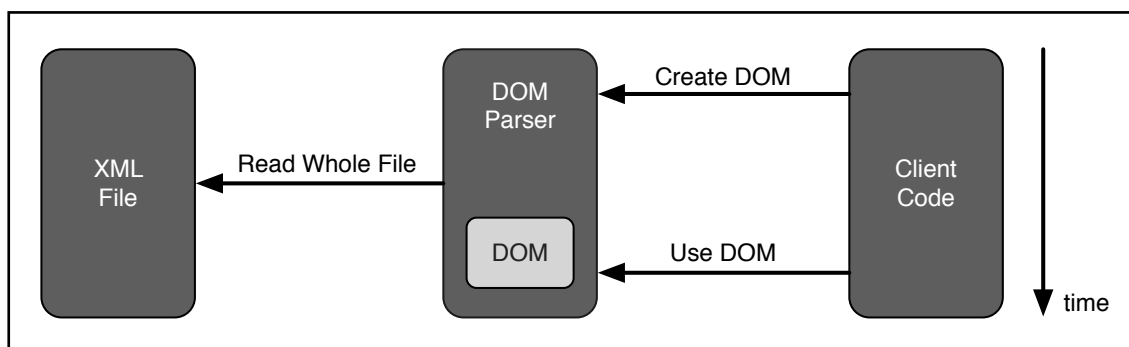 XML
File
Read Whole File
DOM
Parser
DOM
Create DOM
Use DOM
Client
Code
time